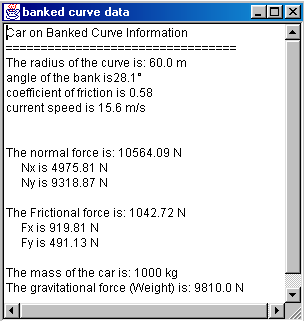 banked curve data
Car on Banked Curve Information
==================================
The radius of the curve is: 60.0 m
angle of the bank is28.1°
coefficient of friction is 0.58
current speed is 15.6 m/s
The normal force is: 10564.09 N
Nx is 4975.81 N
Ny is 9318.87 N
The Frictional force is: 1042.72 N
Fx is 919.81 N
Fy is 491.13 N
The mass of the car is: 1000 kg
The gravitational force (Weight) is: 9810.0 N